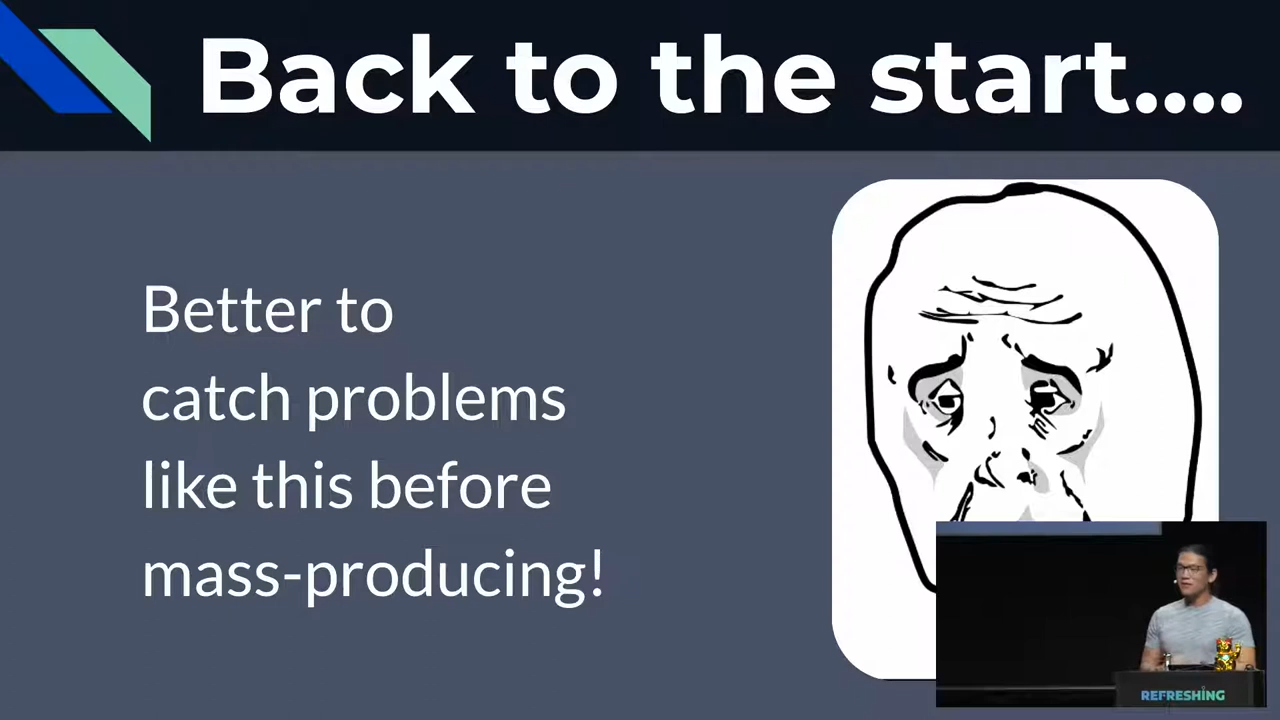 Back to the start....
Better to
catch problems
like this before
mass-producing!
REFRESHING